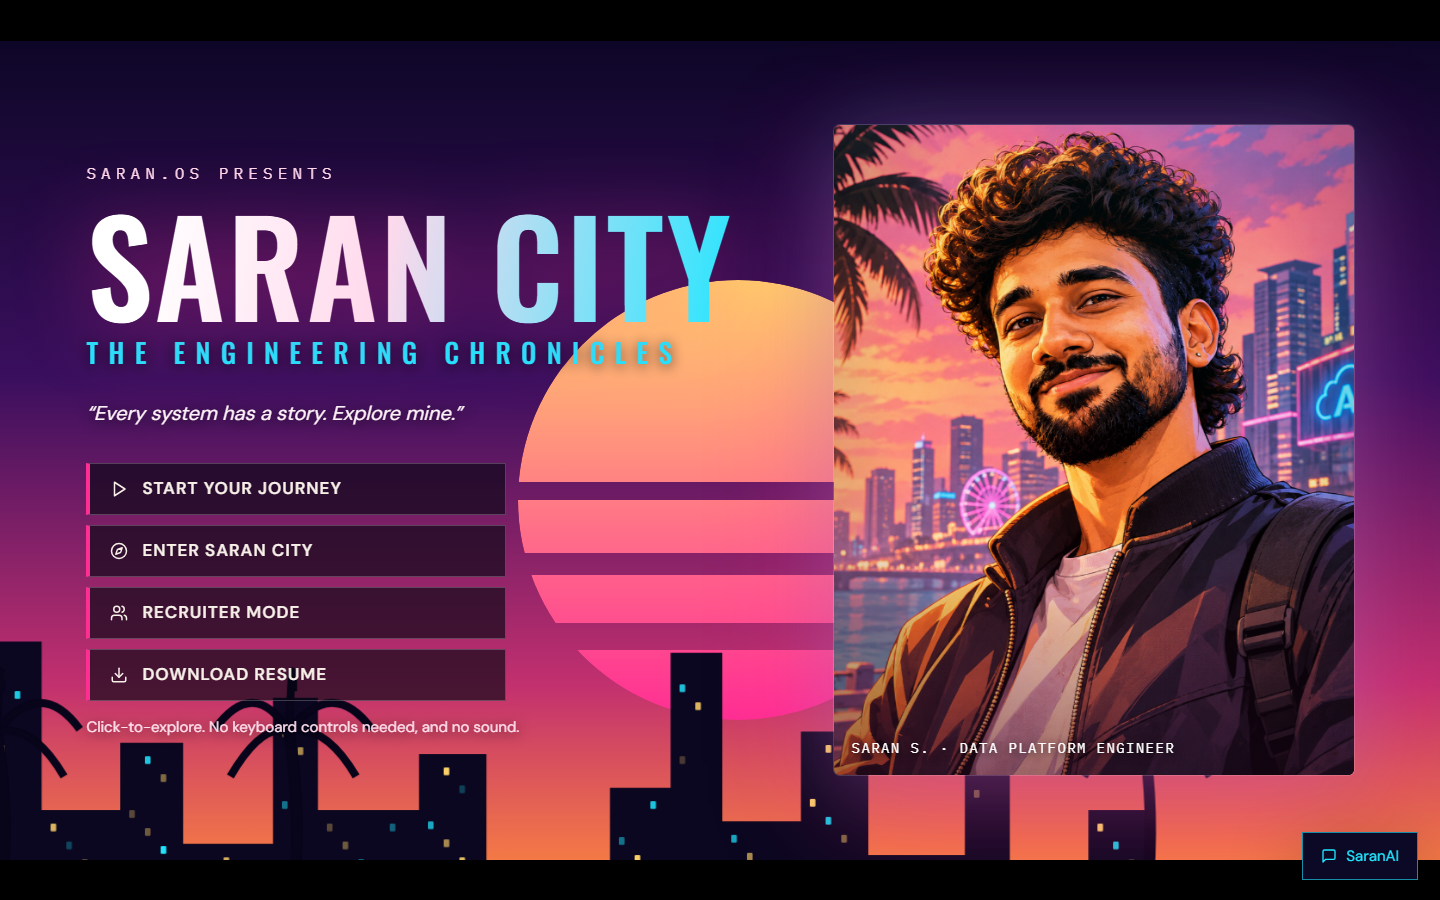 SARAN.OS PRESENTS
SARAN CITY
THE ENGINEERING CHRONICLES
“Every system has a story. Explore mine.”
START YOUR JOURNEY
ENTER SARAN CITY
RECRUITER MODE
DOWNLOAD RESUME
Click-to-explore. No keyboard controls needed, and no sound.
SARAN S. · DATA PLATFORM ENGINEER
SaranAI